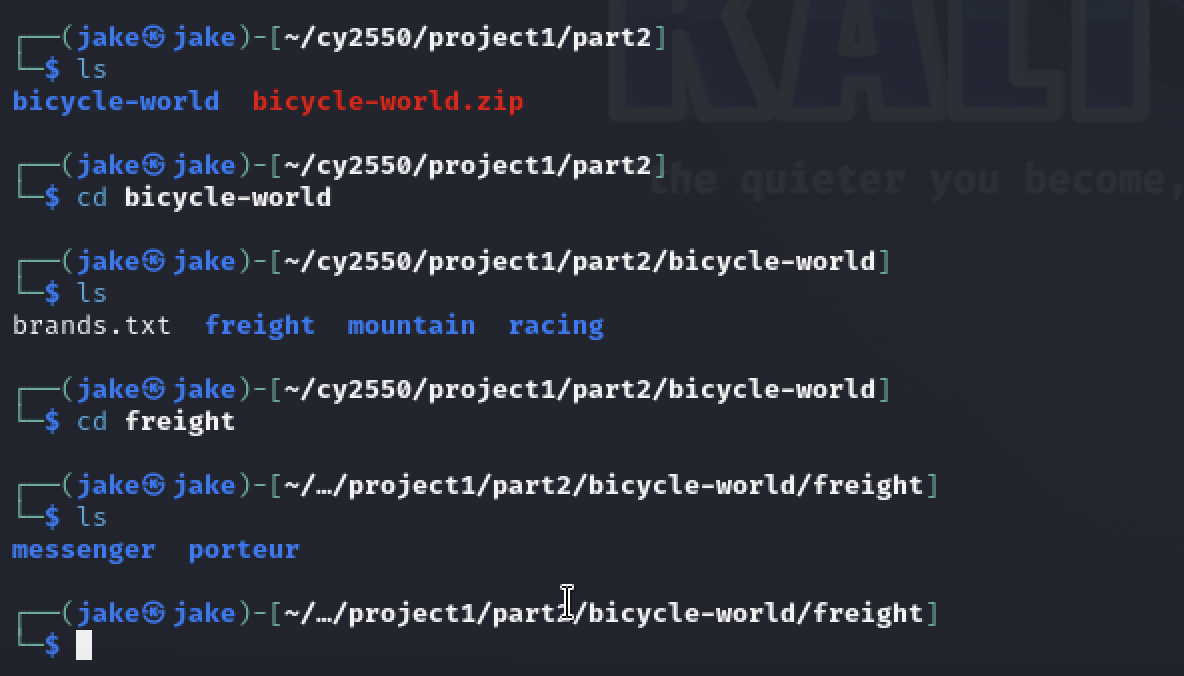 KALI
the quieter you become,
┌──(jake㉿jake)-[~/cy2550/project1/part2]
└─$ ls
bicycle-world  bicycle-world.zip
┌──(jake㉿jake)-[~/cy2550/project1/part2]
└─$ cd bicycle-world
┌──(jake㉿jake)-[~/cy2550/project1/part2/bicycle-world]
└─$ ls
brands.txt  freight  mountain  racing
┌──(jake㉿jake)-[~/cy2550/project1/part2/bicycle-world]
└─$ cd freight
┌──(jake㉿jake)-[~/…/project1/part2/bicycle-world/freight]
└─$ ls
messenger  porteur
┌──(jake㉿jake)-[~/…/project1/part2/bicycle-world/freight]
└─$